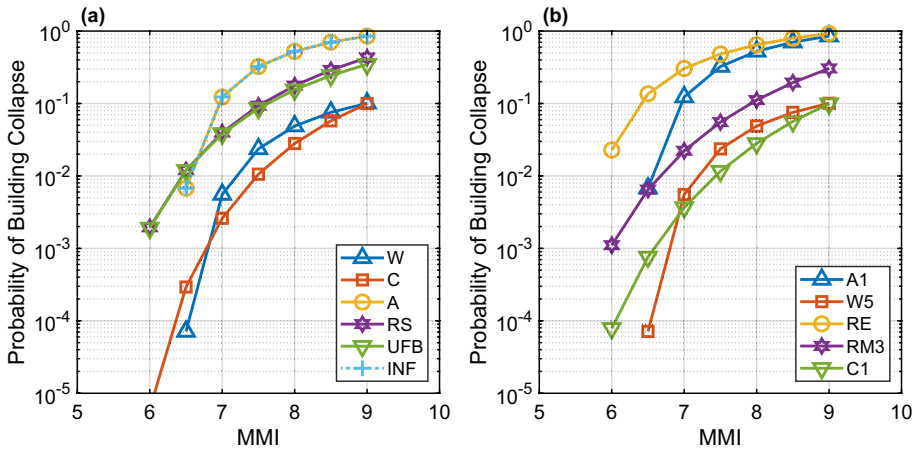 (a)
Probability of Building Collapse
10^0
10^-1
10^-2
10^-3
10^-4
10^-5
5 6 7 8 9 10
MMI
W
C
A
RS
UFB
INF
(b)
Probability of Building Collapse
10^0
10^-1
10^-2
10^-3
10^-4
10^-5
5 6 7 8 9 10
MMI
A1
W5
RE
RM3
C1